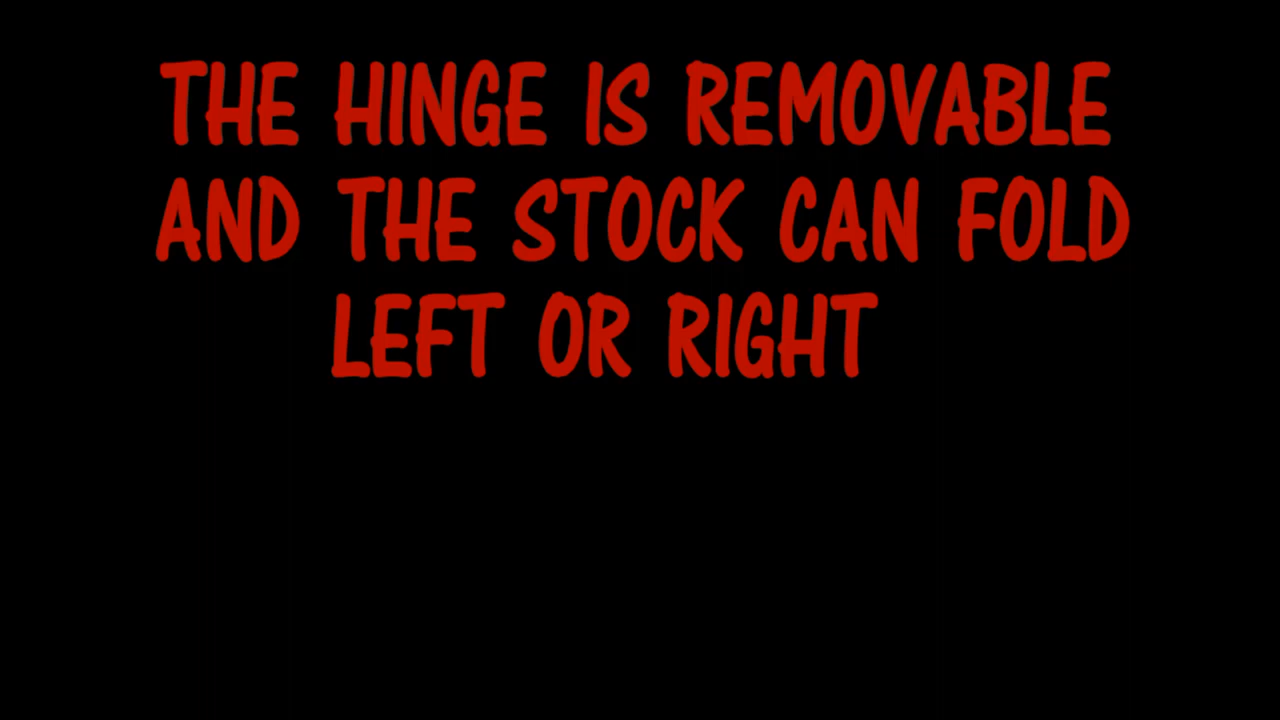 THE HINGE IS REMOVABLE
AND THE STOCK CAN FOLD
LEFT OR RIGHT